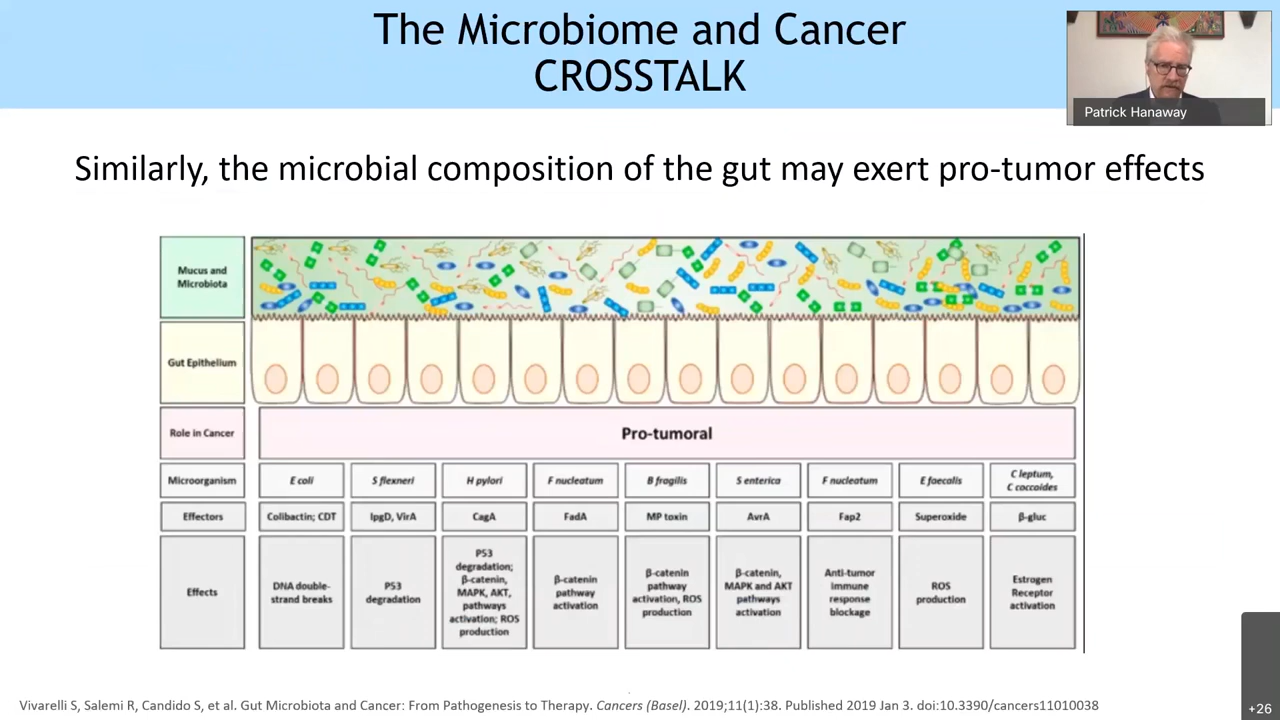 The Microbiome and Cancer
CROSSTALK
Patrick Hanaway
Similarly, the microbial composition of the gut may exert pro-tumor effects
Mucus and
Microbiota
Gut Epithelium
Role in Cancer
Pro-tumoral
Microorganism
E coli
S flexneri
H pylori
F nucleatum
B fragilis
S enterica
F nucleatum
E faecalis
C leptum,
C coccoides
Effectors
Colibactin; CDT
IpgD, VirA
CagA
FadA
MP toxin
AvrA
Fap2
Superoxide
β-gluc
Effects
DNA double-
strand breaks
P53
degradation
P53
degradation;
β-catenin,
MAPK, AKT,
pathways
activation; ROS
production
β-catenin
pathway
activation
β-catenin
pathway
activation, ROS
production
β-catenin,
MAPK and AKT
pathways
activation
Anti-tumor
immune
response
blockage
ROS
production
Estrogen
Receptor
activation
Vivarelli S, Salemi R, Candido S, et al. Gut Microbiota and Cancer: From Pathogenesis to Therapy. Cancers (Basel). 2019;11(1):38. Published 2019 Jan 3. doi:10.3390/cancers11010038
+26